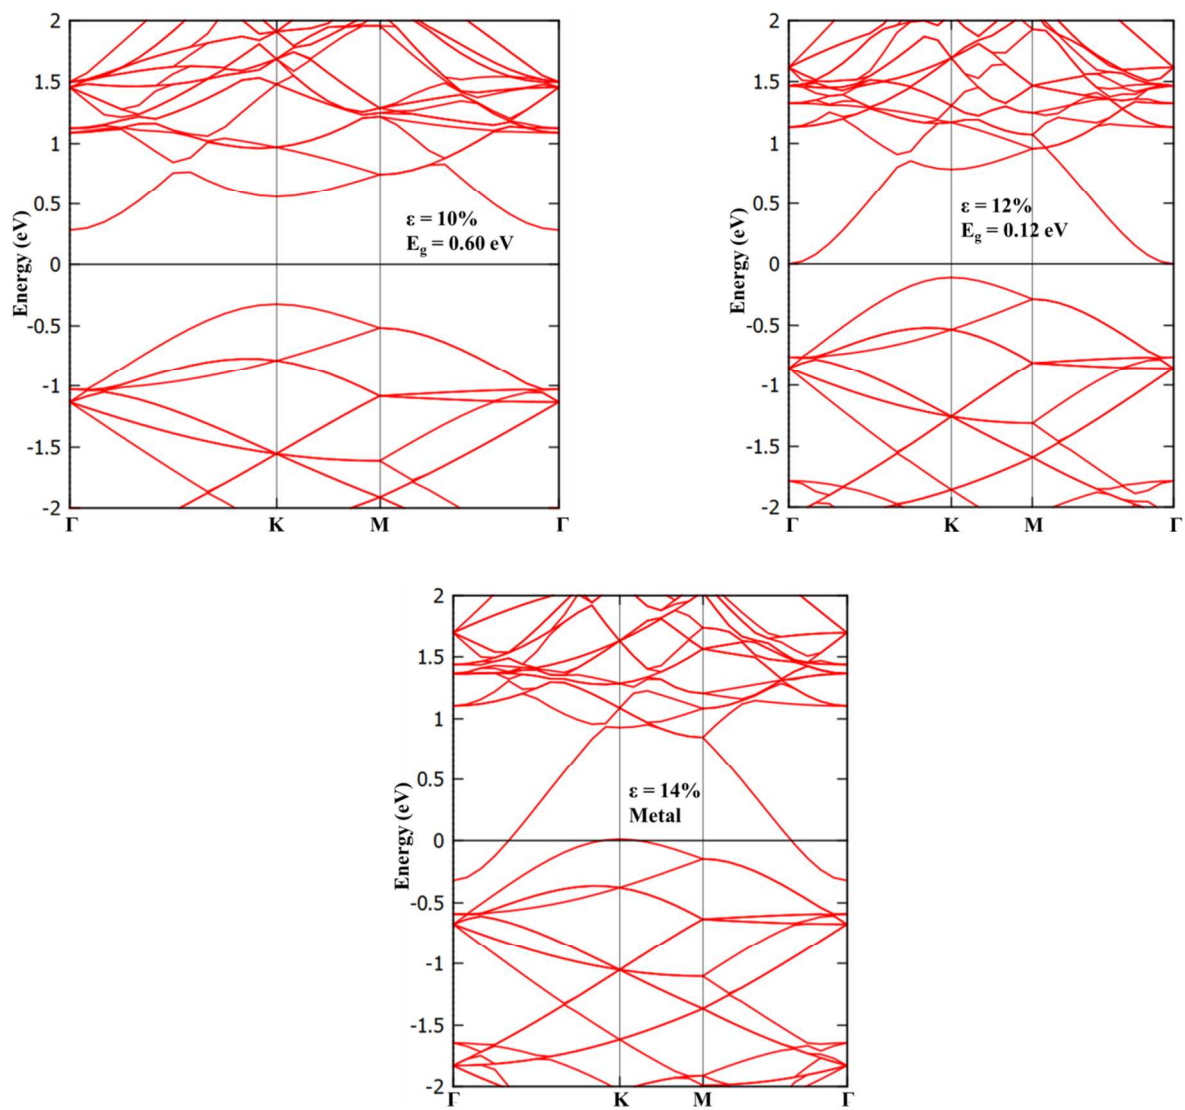 2
1.5
1
0.5
0
-0.5
-1
-1.5
-2
Energy (eV)
ε = 10%
E_g = 0.60 eV
Γ K M Γ
2
1.5
1
0.5
0
-0.5
-1
-1.5
-2
Energy (eV)
ε = 12%
E_g = 0.12 eV
Γ K M Γ
2
1.5
1
0.5
0
-0.5
-1
-1.5
-2
Energy (eV)
ε = 14%
Metal
Γ K M Γ